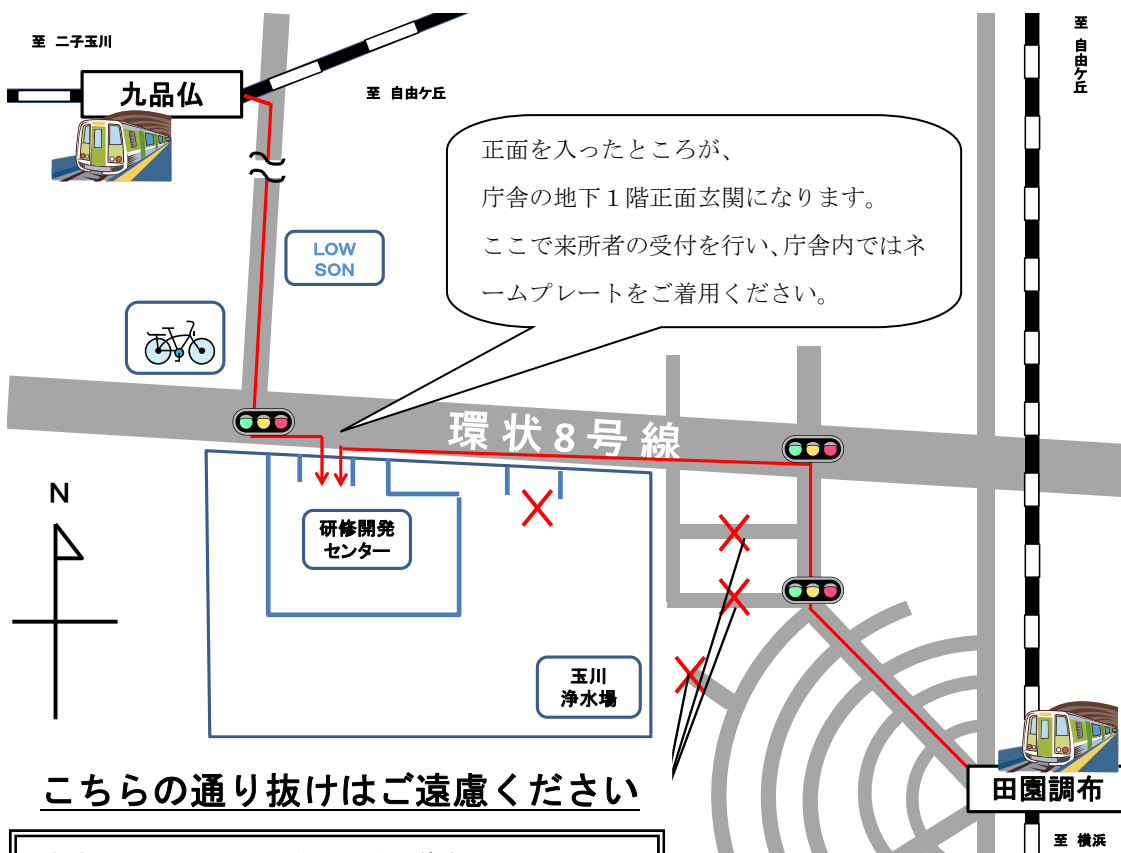 至 二子玉川
九品仏
至 自由ケ丘
至 自由ケ丘
正面を入ったところが、
庁舎の地下１階正面玄関になります。
ここで来所者の受付を行い、庁舎内ではネ
ームプレートをご着用ください。
LOW
SON
環状8号線
N
研修開発
センター
玉川
浄水場
こちらの通り抜けはご遠慮ください
田園調布
至 横浜